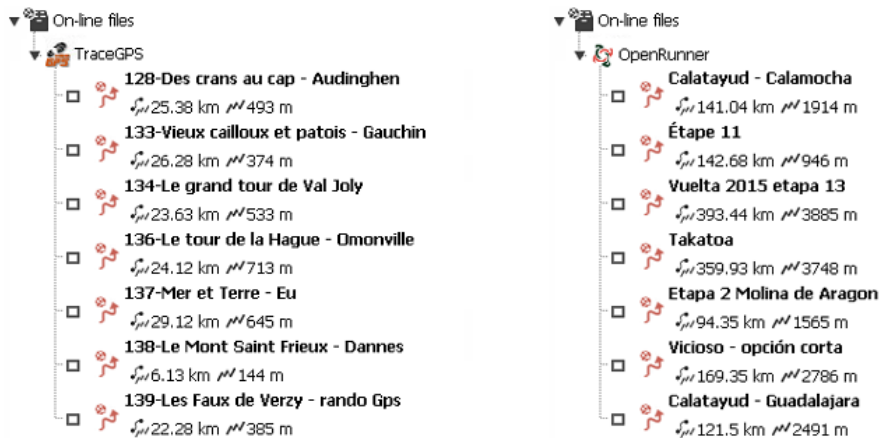 On-line files
TraceGPS
128-Des crans au cap - Audinghen
25.38 km 493 m
133-Vieux cailloux et patois - Gauchin
26.28 km 374 m
134-Le grand tour de Val Joly
23.63 km 533 m
136-Le tour de la Hague - Omonville
24.12 km 713 m
137-Mer et Terre - Eu
29.12 km 645 m
138-Le Mont Saint Frieux - Dannes
6.13 km 144 m
139-Les Faux de Verzy - rando Gps
22.28 km 385 m
On-line files
OpenRunner
Calatayud - Calamocha
141.04 km 1914 m
Étape 11
142.68 km 946 m
Vuelta 2015 etapa 13
393.44 km 3885 m
Takatoa
359.93 km 3748 m
Etapa 2 Molina de Aragon
94.35 km 1565 m
Vicioso - opción corta
169.35 km 2786 m
Calatayud - Guadalajara
121.5 km 2491 m